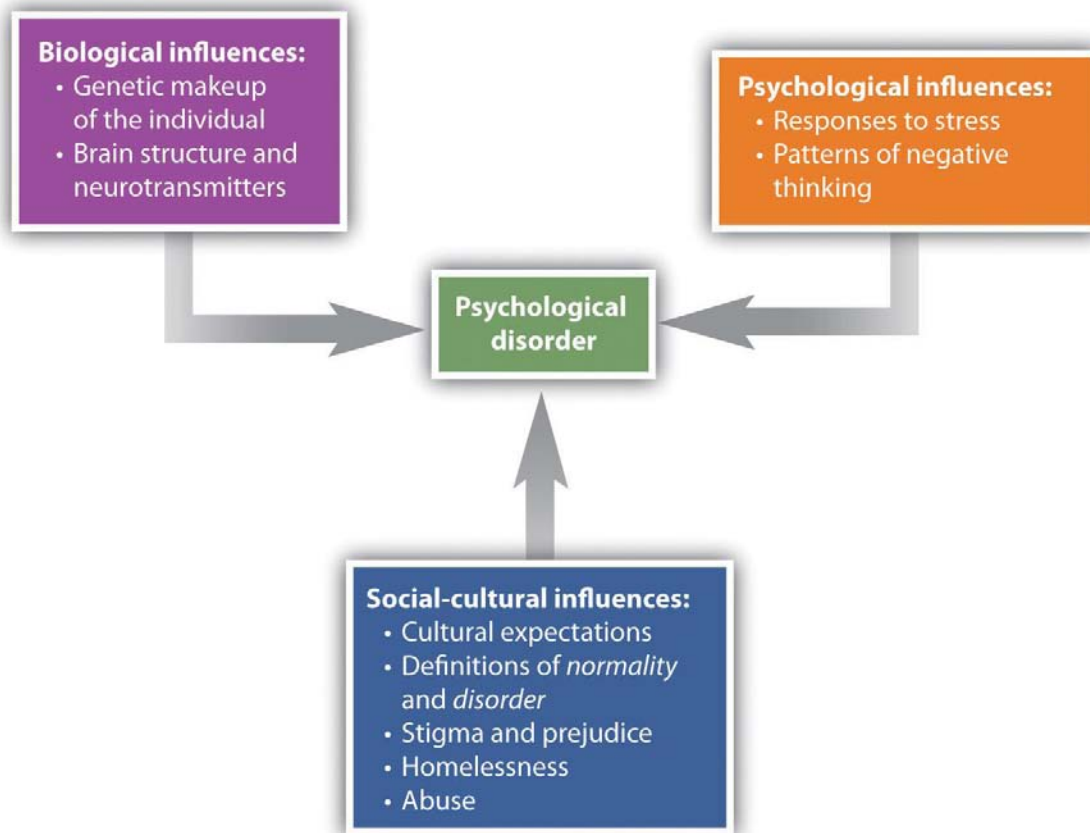 Biological influences:
• Genetic makeup
of the individual
• Brain structure and
neurotransmitters
Psychological influences:
• Responses to stress
• Patterns of negative
thinking
Psychological
disorder
Social-cultural influences:
• Cultural expectations
• Definitions of normality
and disorder
• Stigma and prejudice
• Homelessness
• Abuse